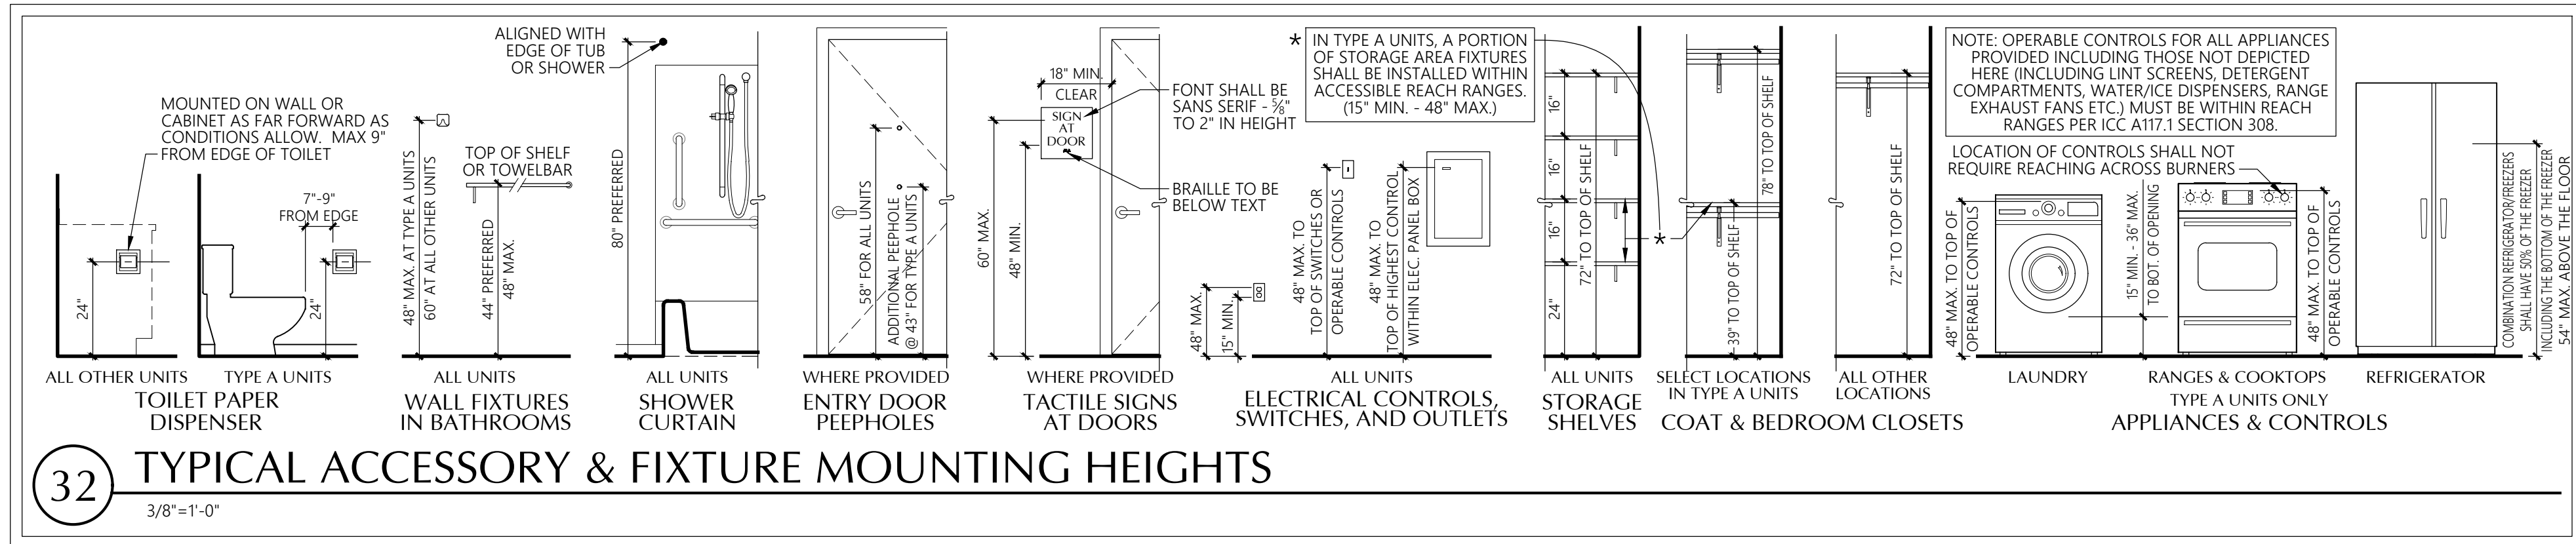 MOUNTED ON WALL OR
CABINET AS FAR FORWARD AS
CONDITIONS ALLOW. MAX 9"
FROM EDGE OF TOILET
24"
7"-9"
FROM EDGE
24"
ALL OTHER UNITS
TYPE A UNITS
TOILET PAPER
DISPENSER
48" MAX. AT TYPE A UNITS
60" AT ALL OTHER UNITS
TOP OF SHELF
OR TOWELBAR
44" PREFERRED
48" MAX.
ALL UNITS
WALL FIXTURES
IN BATHROOMS
ALIGNED WITH
EDGE OF TUB
OR SHOWER
80" PREFERRED
ALL UNITS
SHOWER
CURTAIN
58" FOR ALL UNITS
ADDITIONAL PEEPHOLE
@ 43" FOR TYPE A UNITS
WHERE PROVIDED
ENTRY DOOR
PEEPHOLES
18" MIN.
CLEAR
SIGN
AT
DOOR
60" MAX.
48" MIN.
FONT SHALL BE
SANS SERIF - ⅝"
TO 2" IN HEIGHT
BRAILLE TO BE
BELOW TEXT
WHERE PROVIDED
TACTILE SIGNS
AT DOORS
48" MAX.
15" MIN.
48" MAX. TO
TOP OF SWITCHES OR
OPERABLE CONTROLS
48" MAX. TO
TOP OF HIGHEST CONTROL
WITHIN ELEC. PANEL BOX
ALL UNITS
ELECTRICAL CONTROLS,
SWITCHES, AND OUTLETS
* IN TYPE A UNITS, A PORTION
OF STORAGE AREA FIXTURES
SHALL BE INSTALLED WITHIN
ACCESSIBLE REACH RANGES.
(15" MIN. - 48" MAX.)
16"
16"
16"
24"
72" TO TOP OF SHELF
*
ALL UNITS
STORAGE
SHELVES
78" TO TOP OF SHELF
39" TO TOP OF SHELF
SELECT LOCATIONS
IN TYPE A UNITS
72" TO TOP OF SHELF
ALL OTHER
LOCATIONS
COAT & BEDROOM CLOSETS
NOTE: OPERABLE CONTROLS FOR ALL APPLIANCES
PROVIDED INCLUDING THOSE NOT DEPICTED
HERE (INCLUDING LINT SCREENS, DETERGENT
COMPARTMENTS, WATER/ICE DISPENSERS, RANGE
EXHAUST FANS ETC.) MUST BE WITHIN REACH
RANGES PER ICC A117.1 SECTION 308.
LOCATION OF CONTROLS SHALL NOT
REQUIRE REACHING ACROSS BURNERS
48" MAX. TO TOP OF
OPERABLE CONTROLS
15" MIN. - 36" MAX.
TO BOT. OF OPENING
48" MAX. TO TOP OF
OPERABLE CONTROLS
COMBINATION REFRIGERATOR/FREEZERS
SHALL HAVE 50% OF THE FREEZER
INCLUDING THE BOTTOM OF THE FREEZER
54" MAX. ABOVE THE FLOOR
LAUNDRY
RANGES & COOKTOPS
TYPE A UNITS ONLY
REFRIGERATOR
APPLIANCES & CONTROLS
32
TYPICAL ACCESSORY & FIXTURE MOUNTING HEIGHTS
3/8"=1'-0"